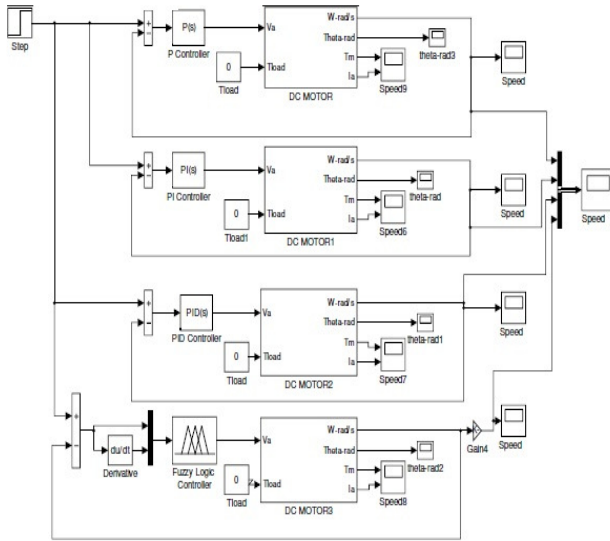 Step
P(s)
P Controller
0
Tload
Va
Tload
W-rad/s
Theta-rad
Tm
Ia
DC MOTOR
theta-rad3
Speed9
Speed
PI(s)
PI Controller
0
Tload1
Va
Tload
W-rad/s
Theta-rad
Tm
Ia
DC MOTOR1
theta-rad
Speed6
Speed
Speed
PID(s)
PID Controller
0
Tload
Va
Tload
W-rad/s
Theta-rad
Tm
Ia
DC MOTOR2
theta-rad1
Speed7
Speed
du/dt
Derivative
Fuzzy Logic
Controller
0
Tload
Va
Tload
W-rad/s
Theta-rad
Tm
Ia
DC MOTOR3
theta-rad2
Speed8
Gain4
Speed